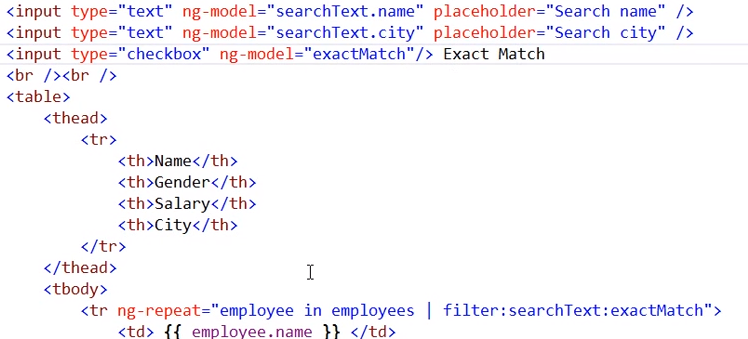 <input type="text" ng-model="searchText.name" placeholder="Search name" />
<input type="text" ng-model="searchText.city" placeholder="Search city" />
<input type="checkbox" ng-model="exactMatch"/> Exact Match
<br /><br />
<table>
    <thead>
        <tr>
            <th>Name</th>
            <th>Gender</th>
            <th>Salary</th>
            <th>City</th>
        </tr>
    </thead>
    <tbody>
        <tr ng-repeat="employee in employees | filter:searchText:exactMatch">
            <td> {{ employee.name }} </td>